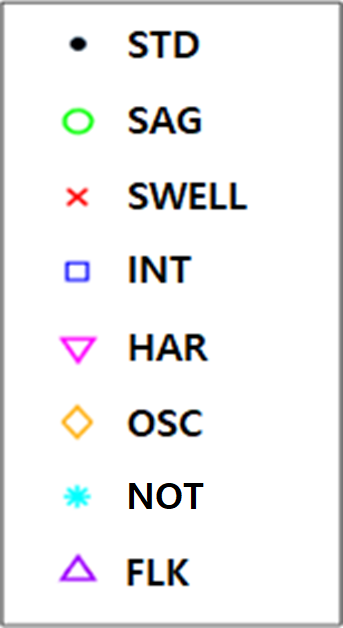 STD
SAG
SWELL
INT
HAR
OSC
NOT
FLK